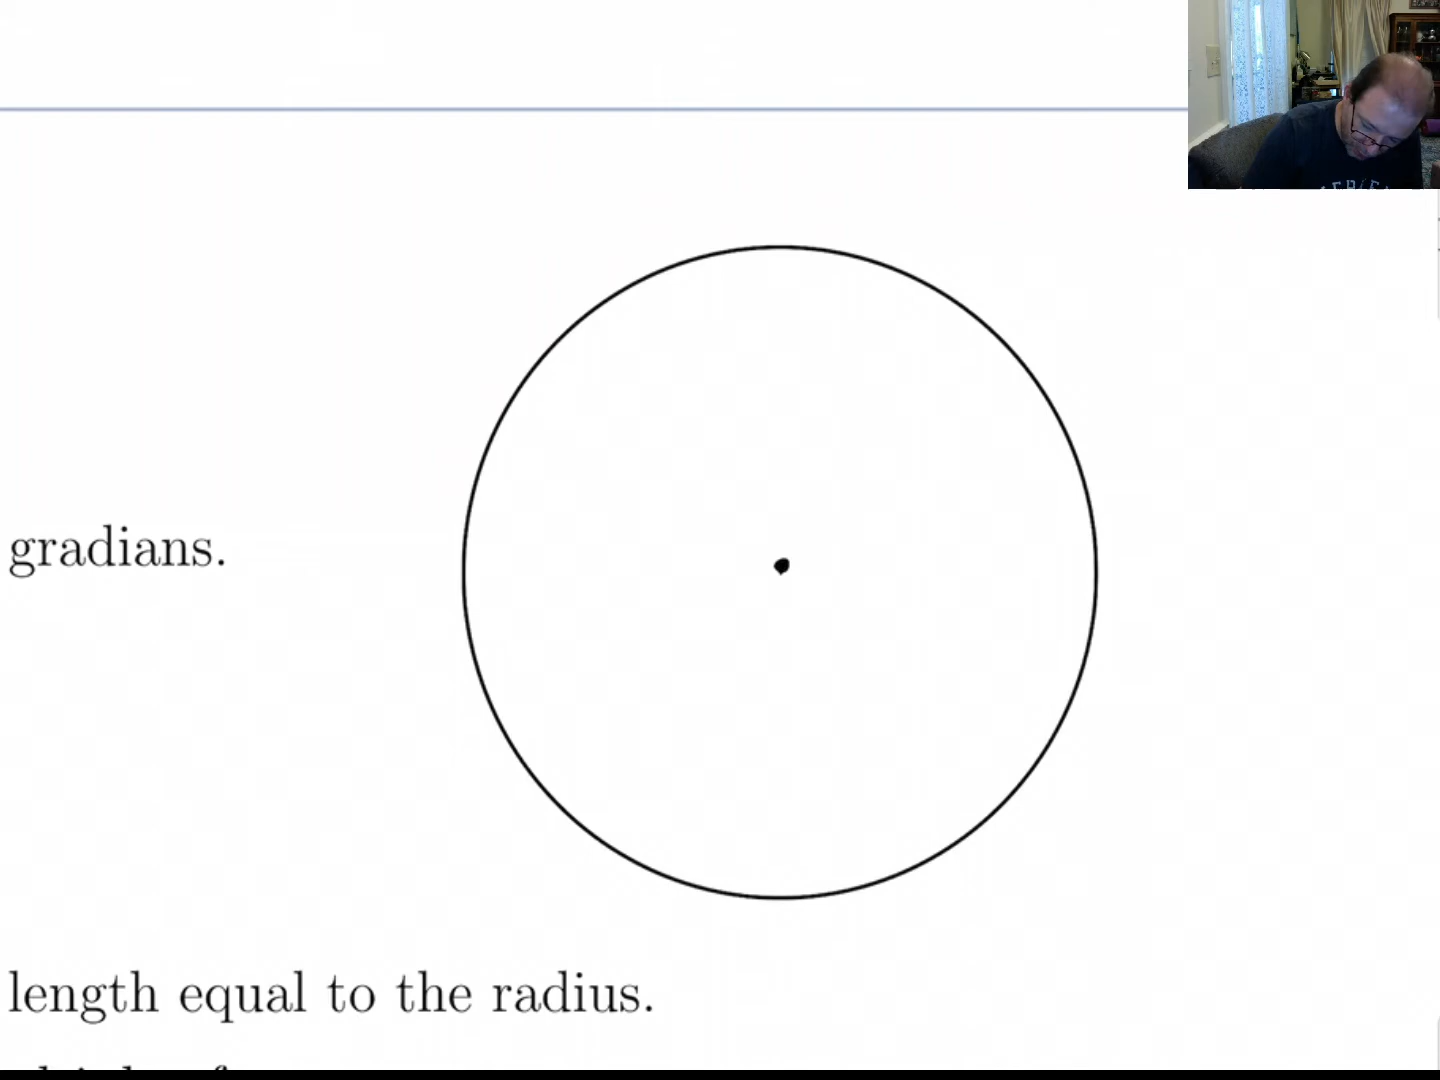 gradians.
length equal to the radius.